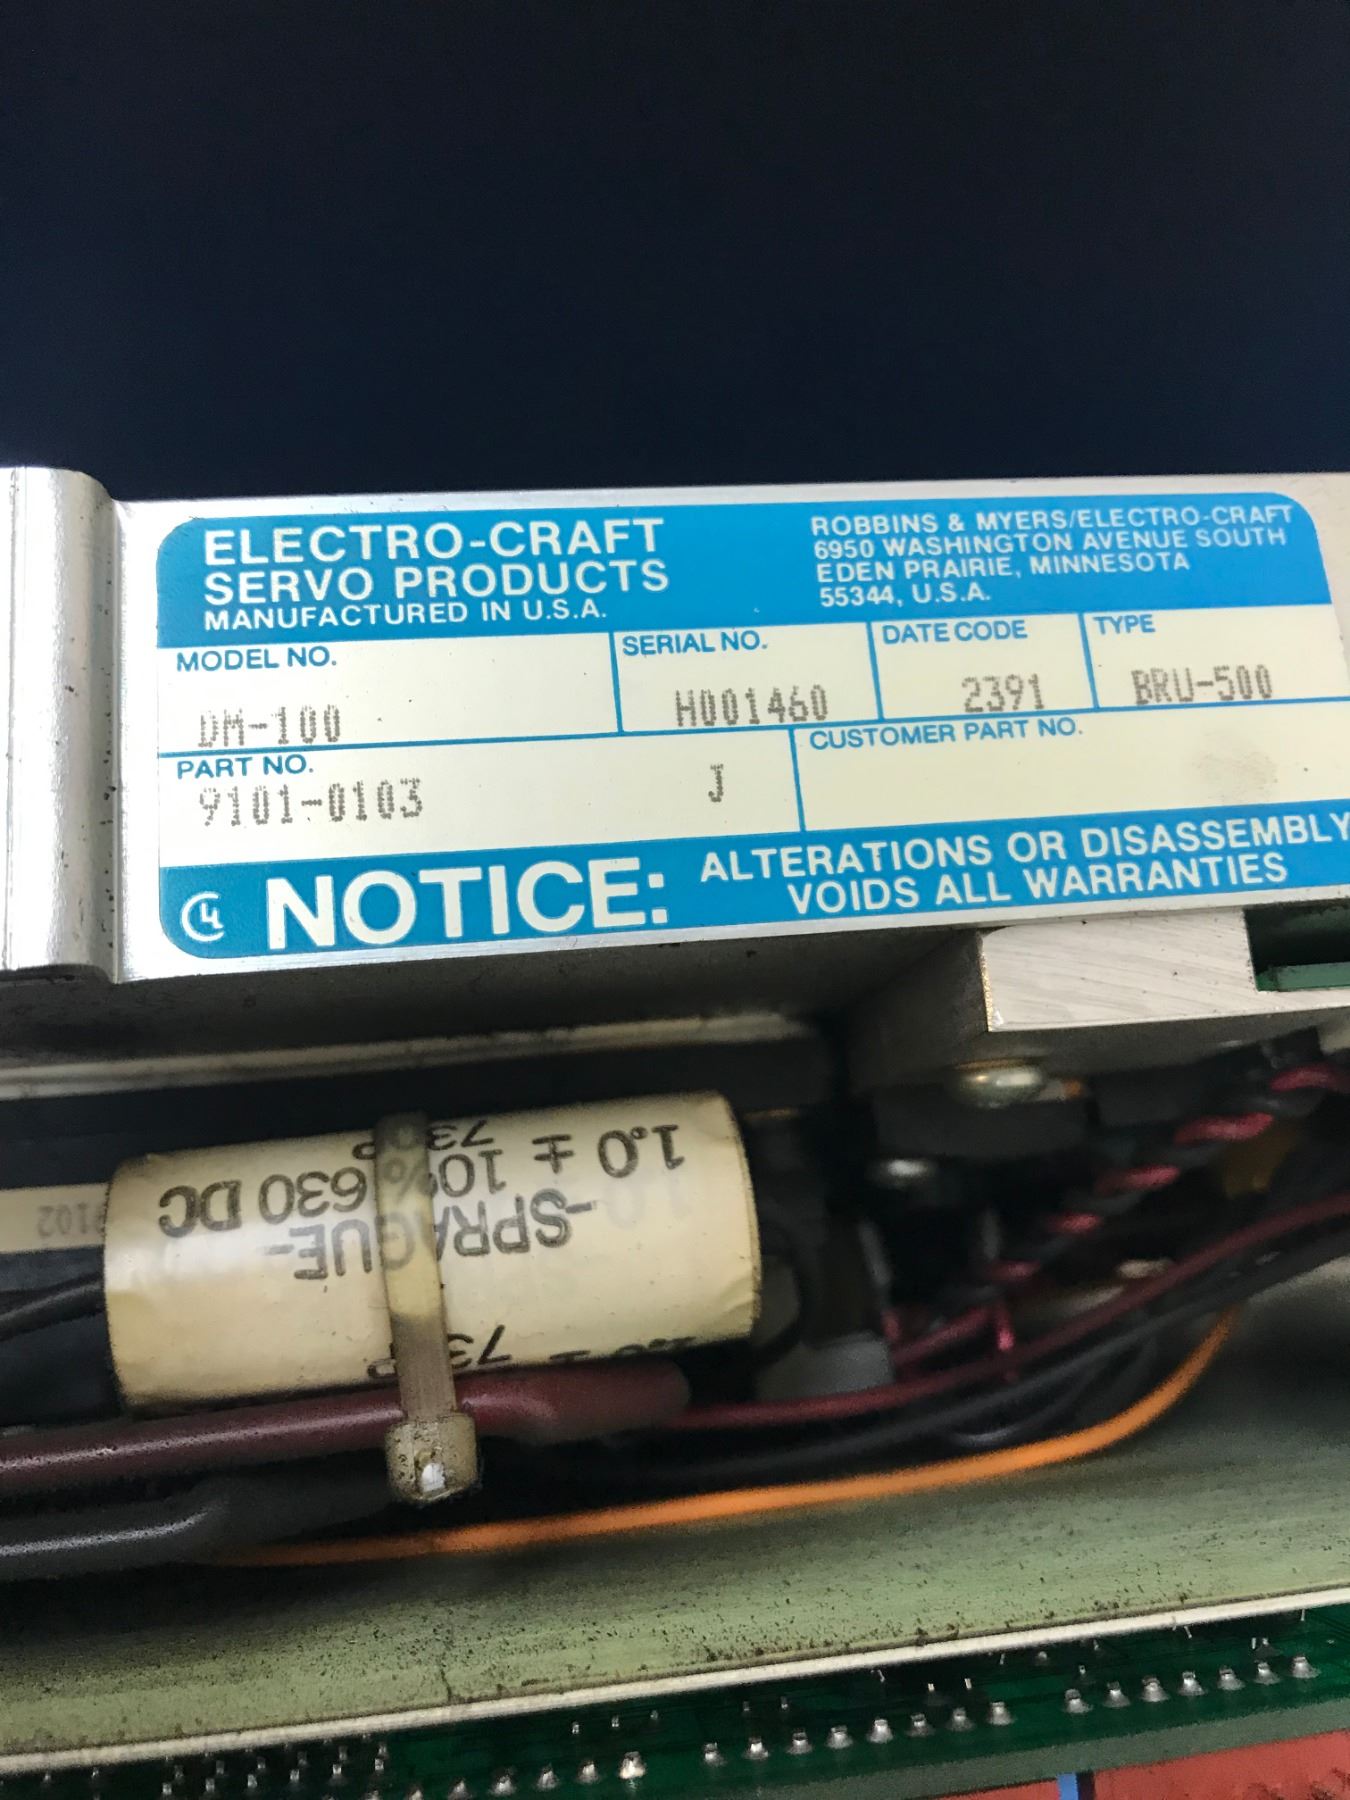 ELECTRO-CRAFT
SERVO PRODUCTS
MANUFACTURED IN U.S.A.
ROBBINS & MYERS/ELECTRO-CRAFT
6950 WASHINGTON AVENUE SOUTH
EDEN PRAIRIE, MINNESOTA
55344, U.S.A.
MODEL NO.
DM-100
SERIAL NO.
H001460
DATE CODE
2391
TYPE
BRU-500
PART NO.
9101-0103 J
CUSTOMER PART NO.
NOTICE: ALTERATIONS OR DISASSEMBLY
VOIDS ALL WARRANTIES
-SPRAGUE-
10% 630 DC
1.0 ±